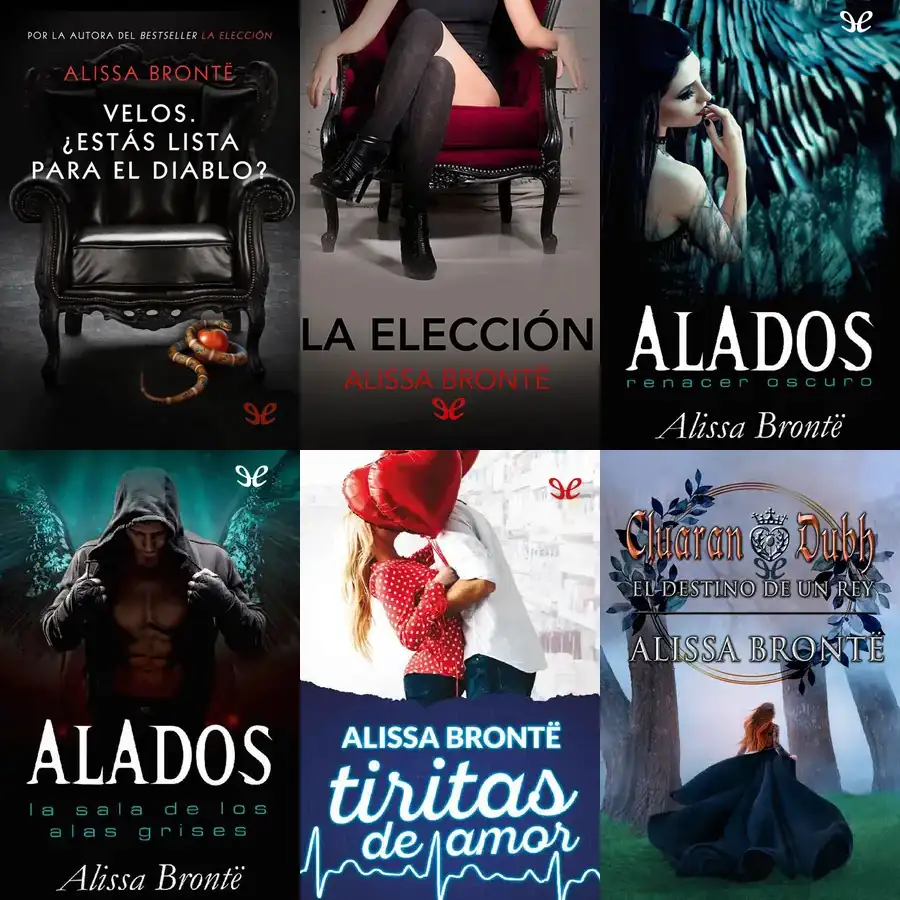 POR LA AUTORA DEL BESTSELLER LA ELECCIÓN
ALISSA BRONTË
VELOS.
¿ESTÁS LISTA
PARA EL DIABLO?
LA ELECCIÓN
ALISSA BRONTË
ALADOS
renacer oscuro
Alissa Brontë
ALADOS
la sala de los
alas grises
Alissa Brontë
ALISSA BRONTË
tiritas
de amor
Cluaran Dubh
EL DESTINO DE UN REY
ALISSA BRONTË